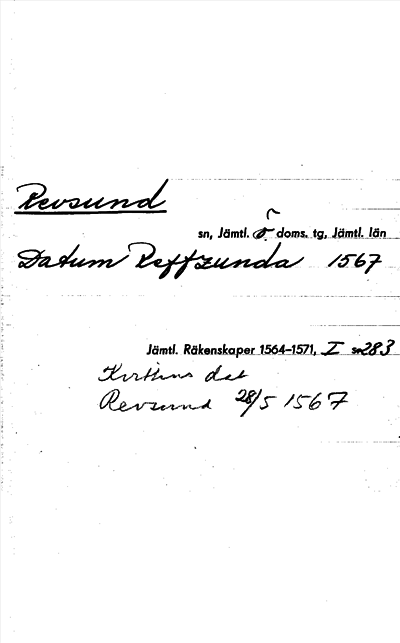 Revsund
sn, Jämtl. ö. doms. tg, Jämtl. län
Datum Reffzunda 1567
Jämtl. Räkenskaper 1564–1571, I s 283
dat
Revsund 28/5 1567